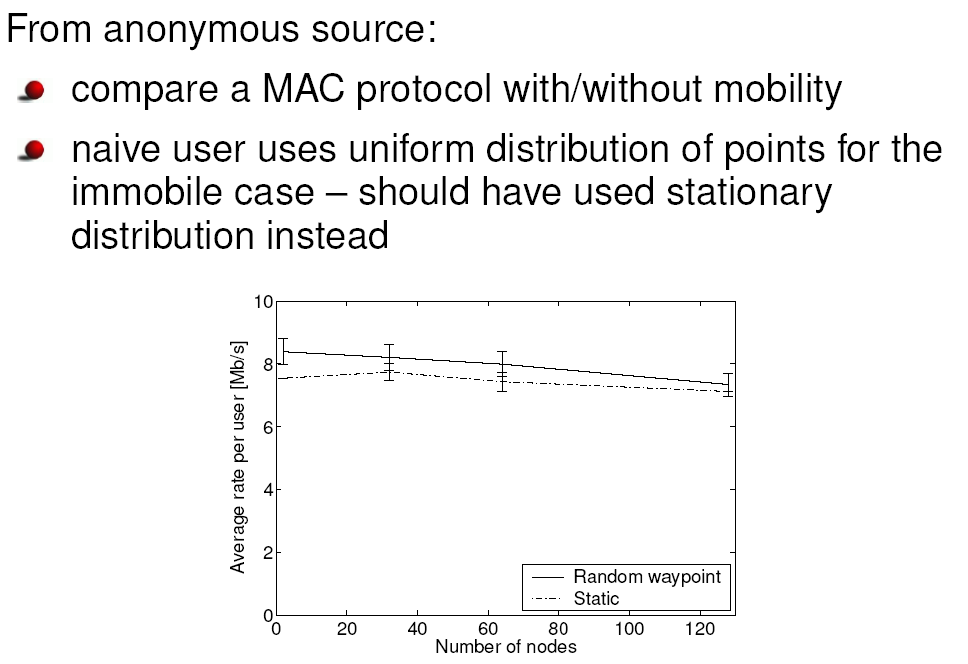 From anonymous source:
compare a MAC protocol with/without mobility
naive user uses uniform distribution of points for the
immobile case – should have used stationary
distribution instead
10
8
6
4
2
0
Average rate per user [Mb/s]
Random waypoint
Static
0 20 40 60 80 100 120
Number of nodes